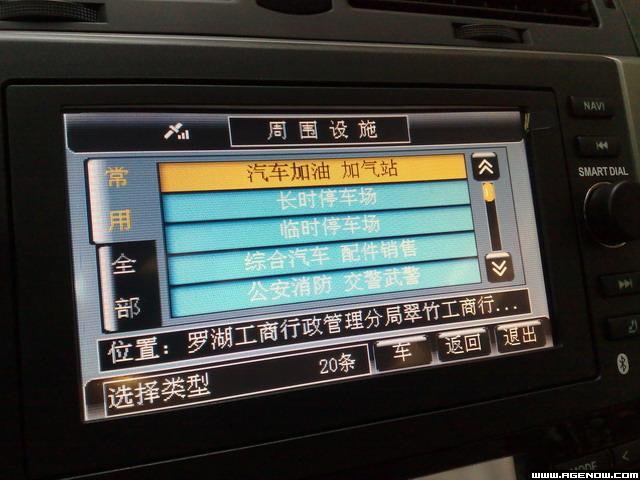 周围设施
常用
全部
汽车加油 加气站
长时停车场
临时停车场
综合汽车 配件销售
公安消防 交警武警
位置: 罗湖工商行政管理分局翠竹工商行...
选择类型 20条 车 返回 退出
NAVI
SMART DIAL
MODE
WWW.AGENOW.COM